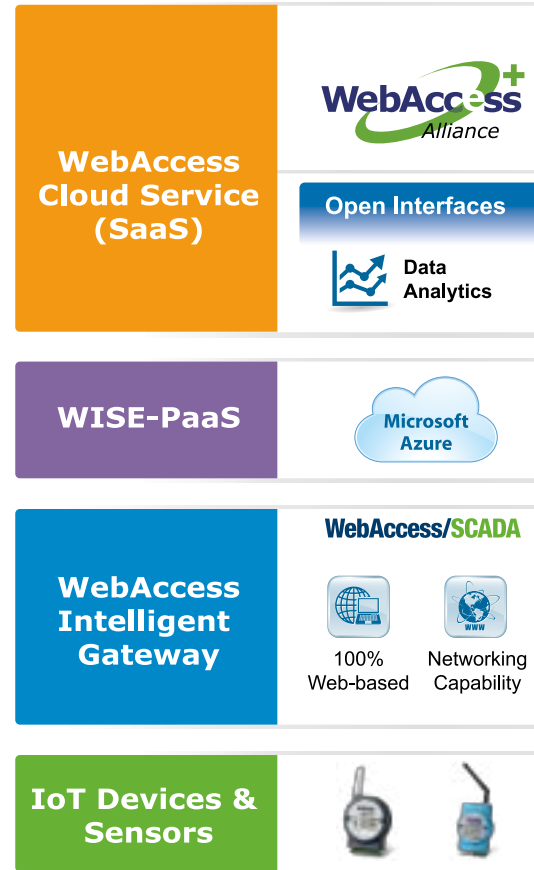 WebAccess
Cloud Service
(SaaS)
WebAccess+
Alliance
Open Interfaces
Data
Analytics
WISE-PaaS
Microsoft
Azure
WebAccess
Intelligent
Gateway
WebAccess/SCADA
WWW
100%
Web-based
Networking
Capability
IoT Devices &
Sensors